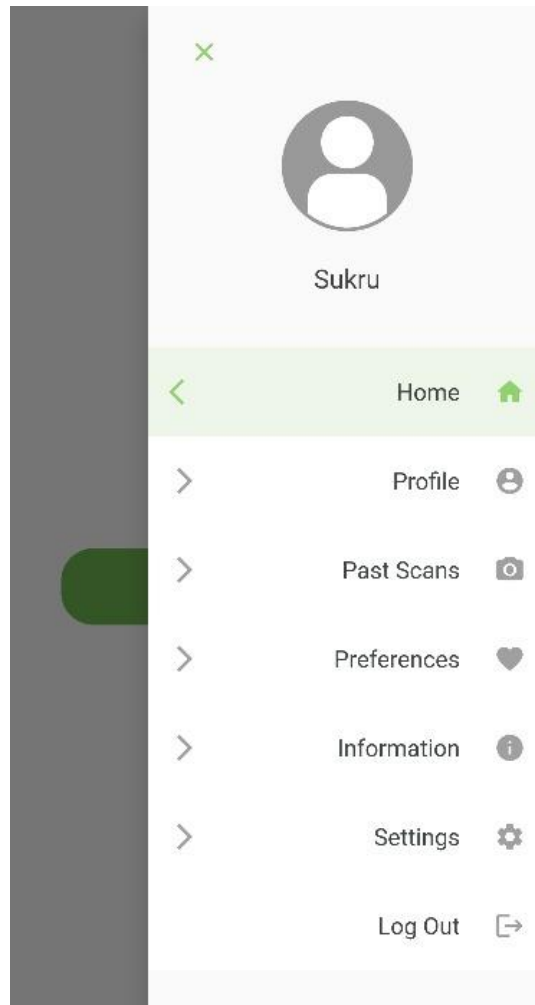 Sukru
Home
Profile
Past Scans
Preferences
Information
Settings
Log Out